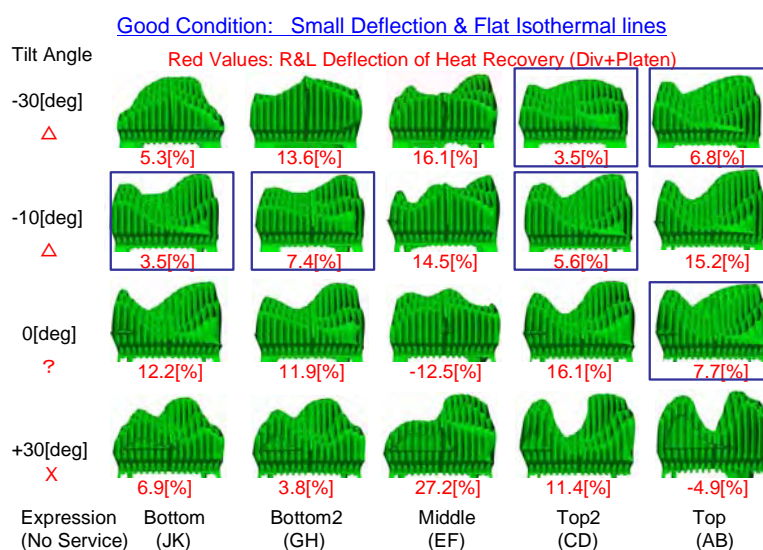 Good Condition: Small Deflection & Flat Isothermal lines
Tilt Angle
Red Values: R&L Deflection of Heat Recovery (Div+Platen)
-30[deg]
△
5.3[%] 13.6[%] 16.1[%] 3.5[%] 6.8[%]
-10[deg]
△
3.5[%] 7.4[%] 14.5[%] 5.6[%] 15.2[%]
0[deg]
?
12.2[%] 11.9[%] -12.5[%] 16.1[%] 7.7[%]
+30[deg]
X
6.9[%] 3.8[%] 27.2[%] 11.4[%] -4.9[%]
Expression Bottom Bottom2 Middle Top2 Top
(No Service) (JK) (GH) (EF) (CD) (AB)